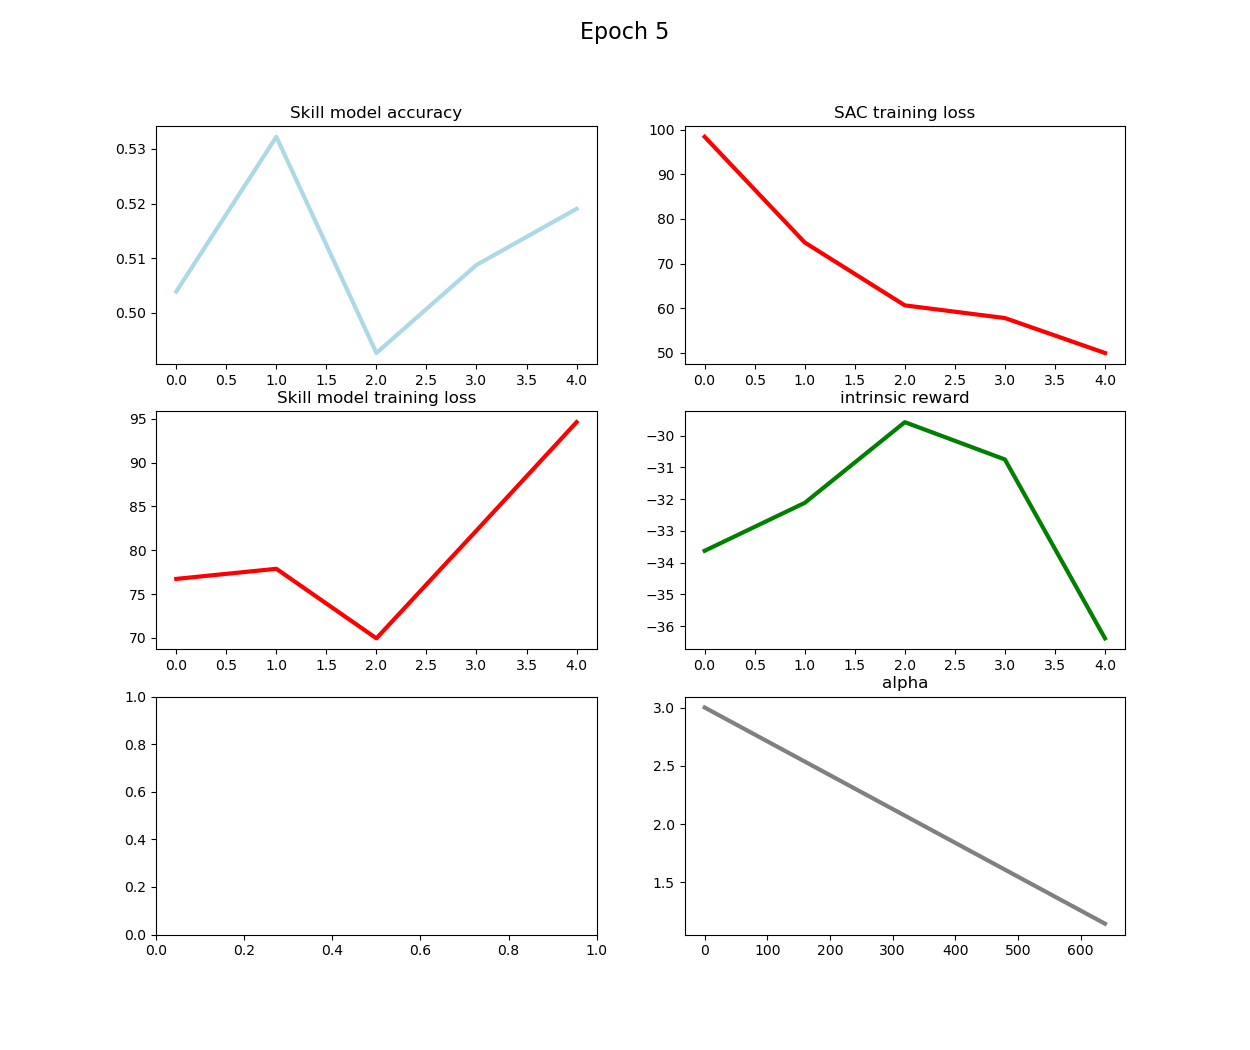 Epoch 5
Skill model accuracy
0.53
0.52
0.51
0.50
0.0 0.5 1.0 1.5 2.0 2.5 3.0 3.5 4.0
SAC training loss
100
90
80
70
60
50
0.0 0.5 1.0 1.5 2.0 2.5 3.0 3.5 4.0
Skill model training loss
95
90
85
80
75
70
0.0 0.5 1.0 1.5 2.0 2.5 3.0 3.5 4.0
intrinsic reward
−30
−31
−32
−33
−34
−35
−36
0.0 0.5 1.0 1.5 2.0 2.5 3.0 3.5 4.0
1.0
0.8
0.6
0.4
0.2
0.0
0.0 0.2 0.4 0.6 0.8 1.0
alpha
3.0
2.5
2.0
1.5
0 100 200 300 400 500 600